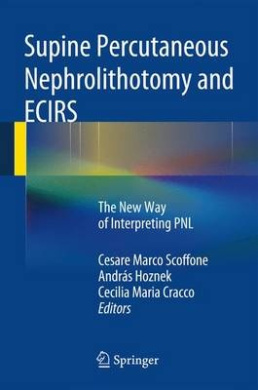 Supine Percutaneous
Nephrolithotomy and
ECIRS
The New Way
of Interpreting PNL
Cesare Marco Scoffone
András Hoznek
Cecilia Maria Cracco
Editors
Springer